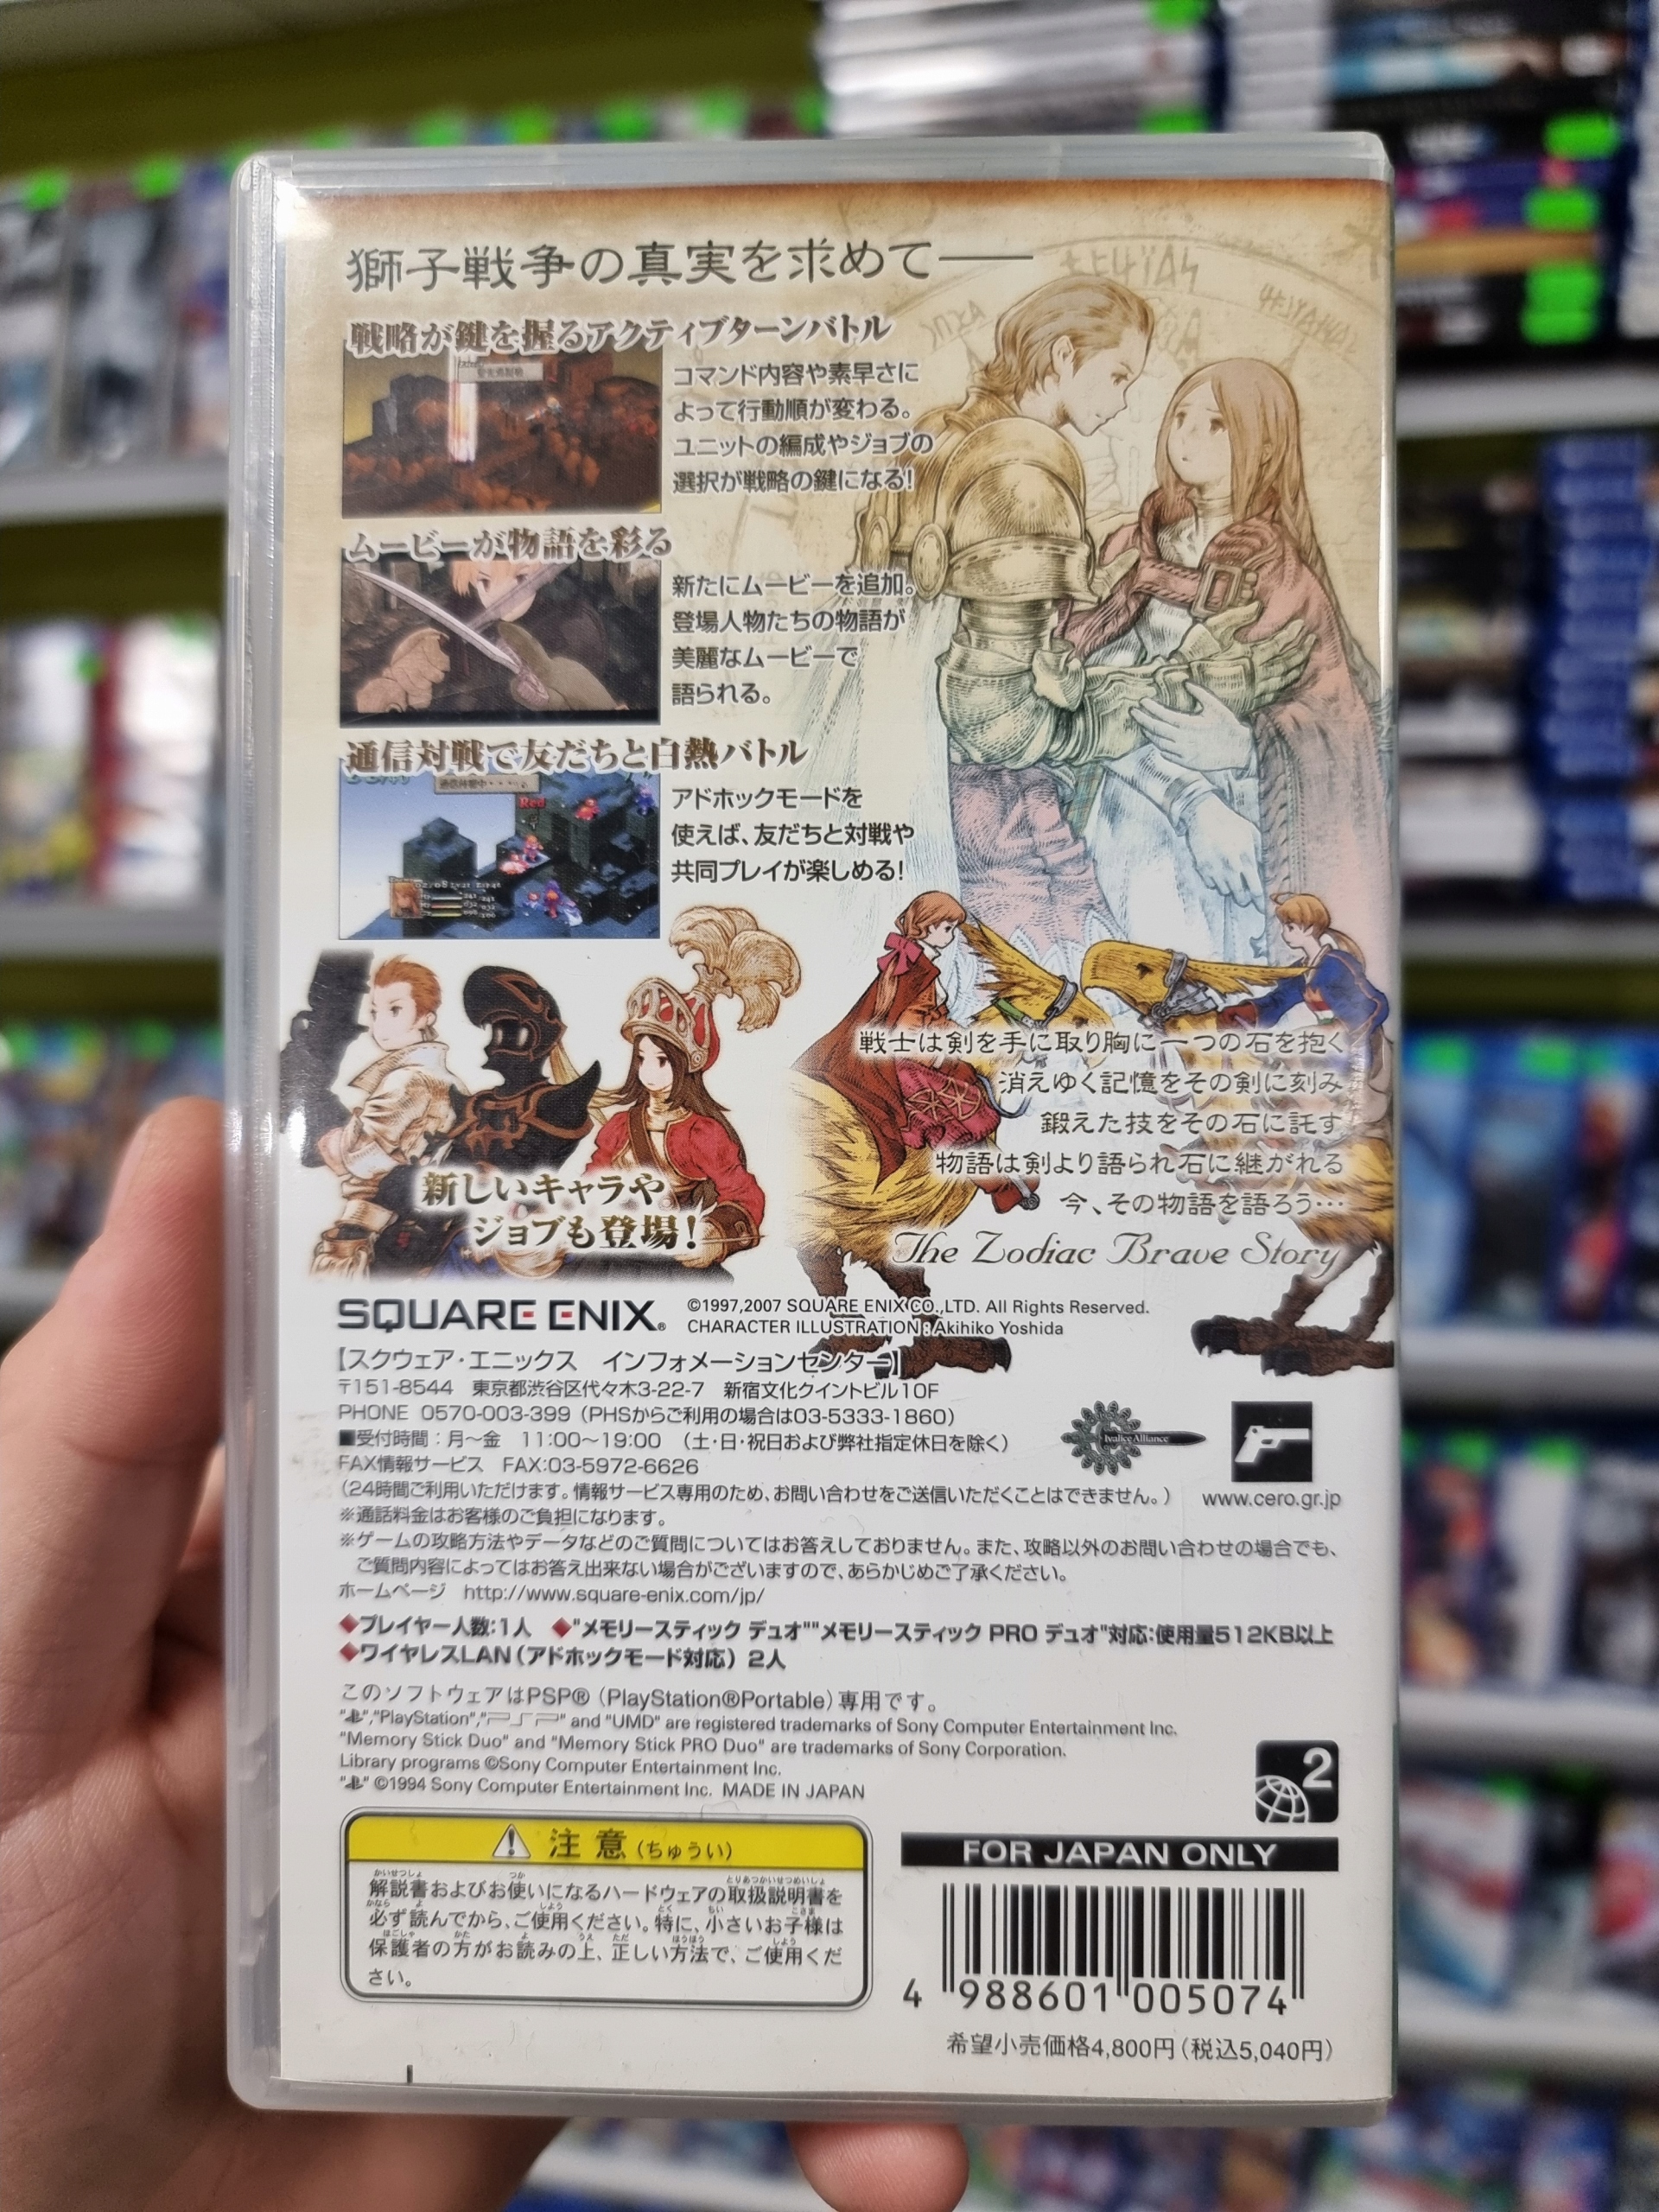 獅子戦争の真実を求めて――
戦略が鍵を握るアクティブターンバトル
コマンド内容や素早さに
よって行動順が変わる。
ユニットの編成やジョブの
選択が戦略の鍵になる!
ムービーが物語を彩る
新たにムービーを追加。
登場人物たちの物語が
美麗なムービーで
語られる。
通信対戦で友だちと白熱バトル
Red
アドホックモードを
使えば、友だちと対戦や
共同プレイが楽しめる!
新しいキャラや
ジョブも登場!
戦士は剣を手に取り胸に一つの石を抱く
消えゆく記憶をその剣に刻み
鍛えた技をその石に託す
物語は剣より語られ石に継がれる
今、その物語を語ろう…
The Zodiac Brave Story
SQUARE ENIX®
©1997,2007 SQUARE ENIX CO.,LTD. All Rights Reserved.
CHARACTER ILLUSTRATION : Akihiko Yoshida
【スクウェア・エニックス インフォメーションセンター】
〒151-8544 東京都渋谷区代々木3-22-7 新宿文化クイントビル10F
PHONE 0570-003-399(PHSからご利用の場合は03-5333-1860)
■受付時間:月〜金 11:00〜19:00 (土・日・祝日および弊社指定休日を除く)
FAX情報サービス FAX:03-5972-6626
(24時間ご利用いただけます。情報サービス専用のため、お問い合わせをご送信いただくことはできません。)
※通話料金はお客様のご負担になります。
※ゲームの攻略方法やデータなどのご質問についてはお答えしておりません。また、攻略以外のお問い合わせの場合でも、
ご質問内容によってはお答え出来ない場合がございますので、あらかじめご了承ください。
ホームページ http://www.square-enix.com/jp/
Ivalice Alliance
www.cero.gr.jp
◆プレイヤー人数:1人 ◆"メモリースティック デュオ""メモリースティック PRO デュオ"対応:使用量512KB以上
◆ワイヤレスLAN(アドホックモード対応) 2人
このソフトウェアはPSP®(PlayStation®Portable)専用です。
"PS","PlayStation","PSP" and "UMD" are registered trademarks of Sony Computer Entertainment Inc.
"Memory Stick Duo" and "Memory Stick PRO Duo" are trademarks of Sony Corporation.
Library programs ©Sony Computer Entertainment Inc.
"PS" ©1994 Sony Computer Entertainment Inc. MADE IN JAPAN
2
注意(ちゅうい)
解説書およびお使いになるハードウェアの取扱説明書を
必ず読んでから、ご使用ください。特に、小さいお子様は
保護者の方がお読みの上、正しい方法で、ご使用くだ
さい。
FOR JAPAN ONLY
4 988601 005074
希望小売価格4,800円(税込5,040円)